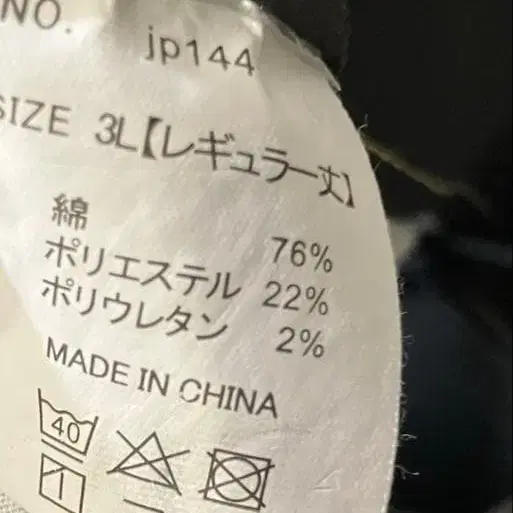 NO. jp144
SIZE 3L【レギュラー丈】
綿 76%
ポリエステル 22%
ポリウレタン 2%
MADE IN CHINA
40